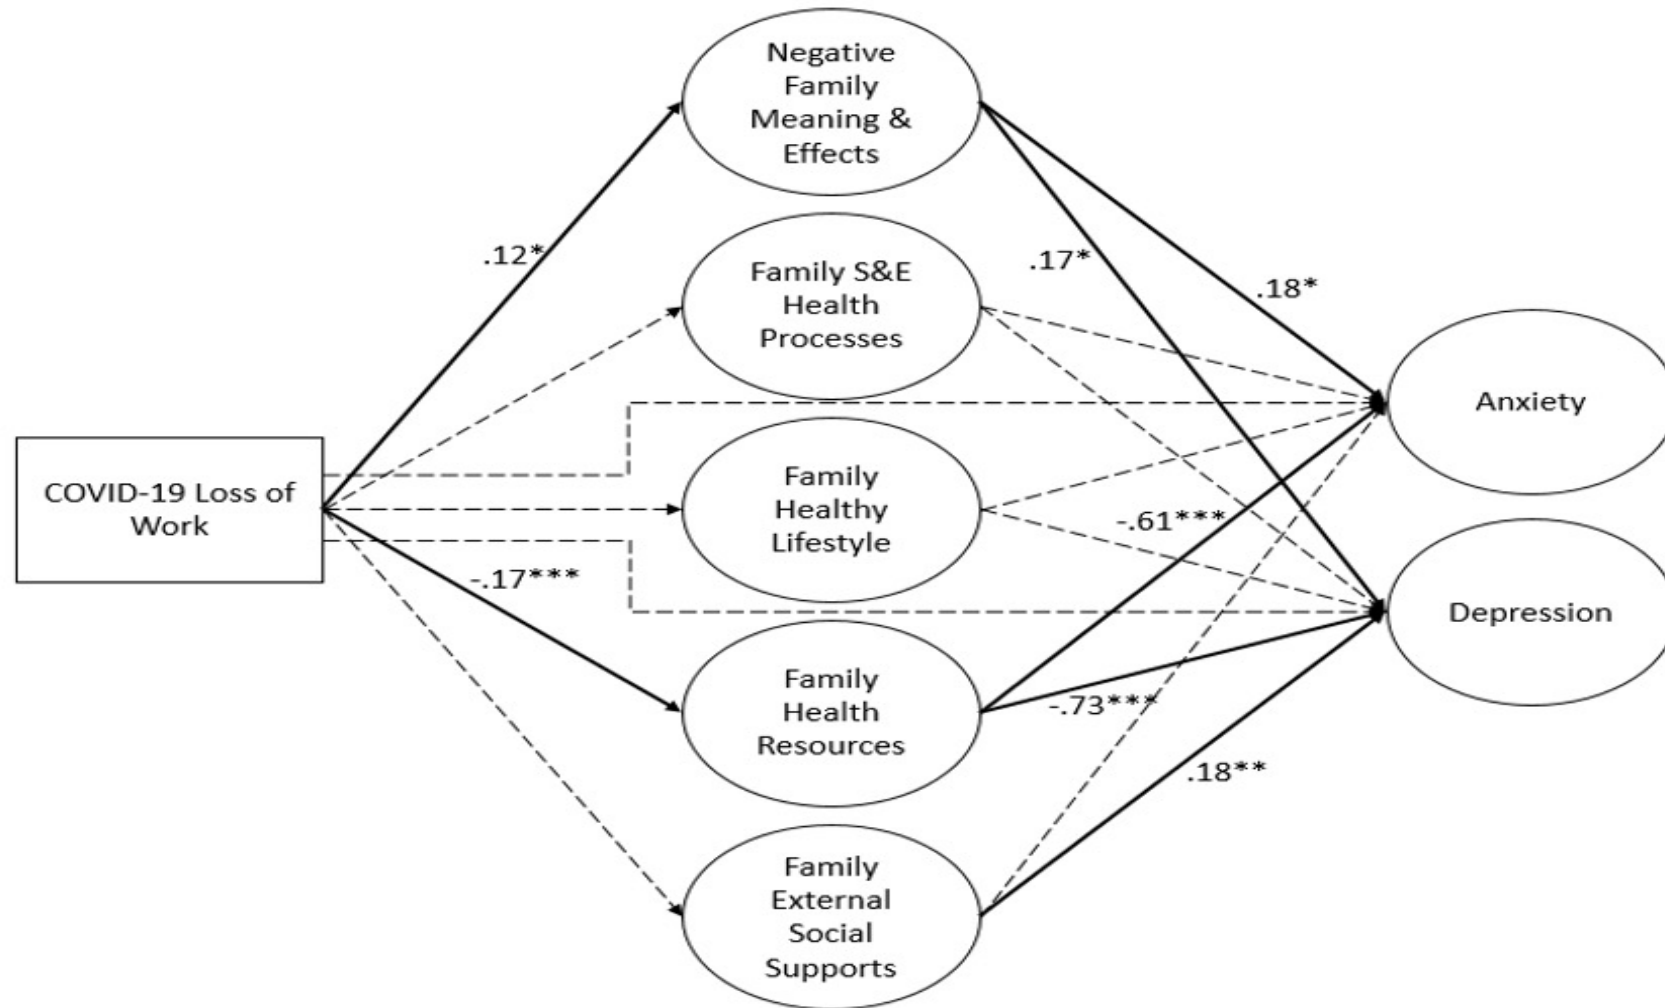 Negative
Family
Meaning &
Effects
.12*
.17*
.18*
Family S&E
Health
Processes
Anxiety
COVID-19 Loss of
Work
Family
Healthy
Lifestyle
-.61***
-.17***
Depression
Family
Health
Resources
-.73***
.18**
Family
External
Social
Supports